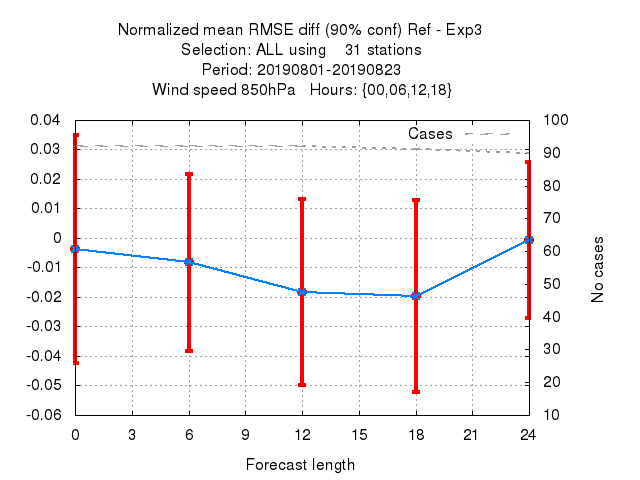 Normalized mean RMSE diff (90% conf) Ref - Exp3
Selection: ALL using 31 stations
Period: 20190801-20190823
Wind speed 850hPa Hours: {00,06,12,18}
Cases
0.04
0.03
0.02
0.01
0
-0.01
-0.02
-0.03
-0.04
-0.05
-0.06
100
90
80
70
60
50
40
30
20
10
No cases
0 3 6 9 12 15 18 21 24
Forecast length